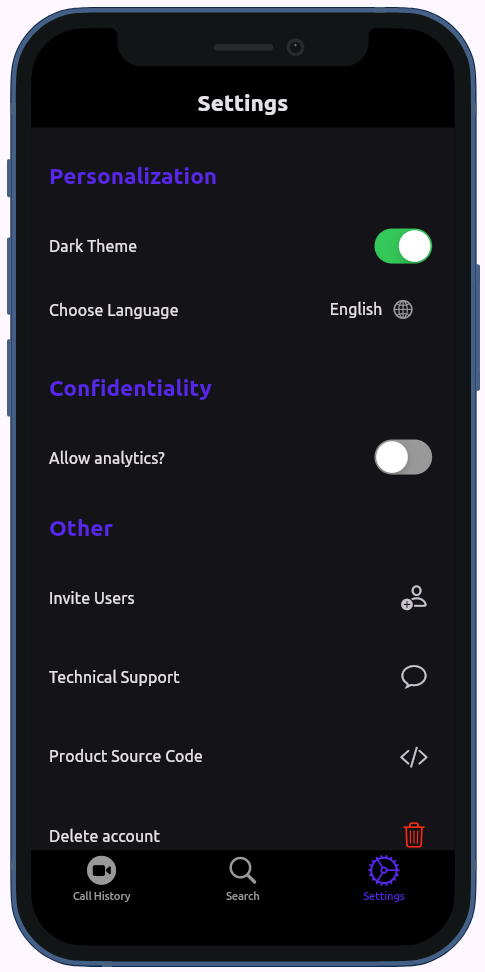 Settings
Personalization
Dark Theme
Choose Language English
Confidentiality
Allow analytics?
Other
Invite Users
Technical Support
Product Source Code
Delete account
Call History Search Settings